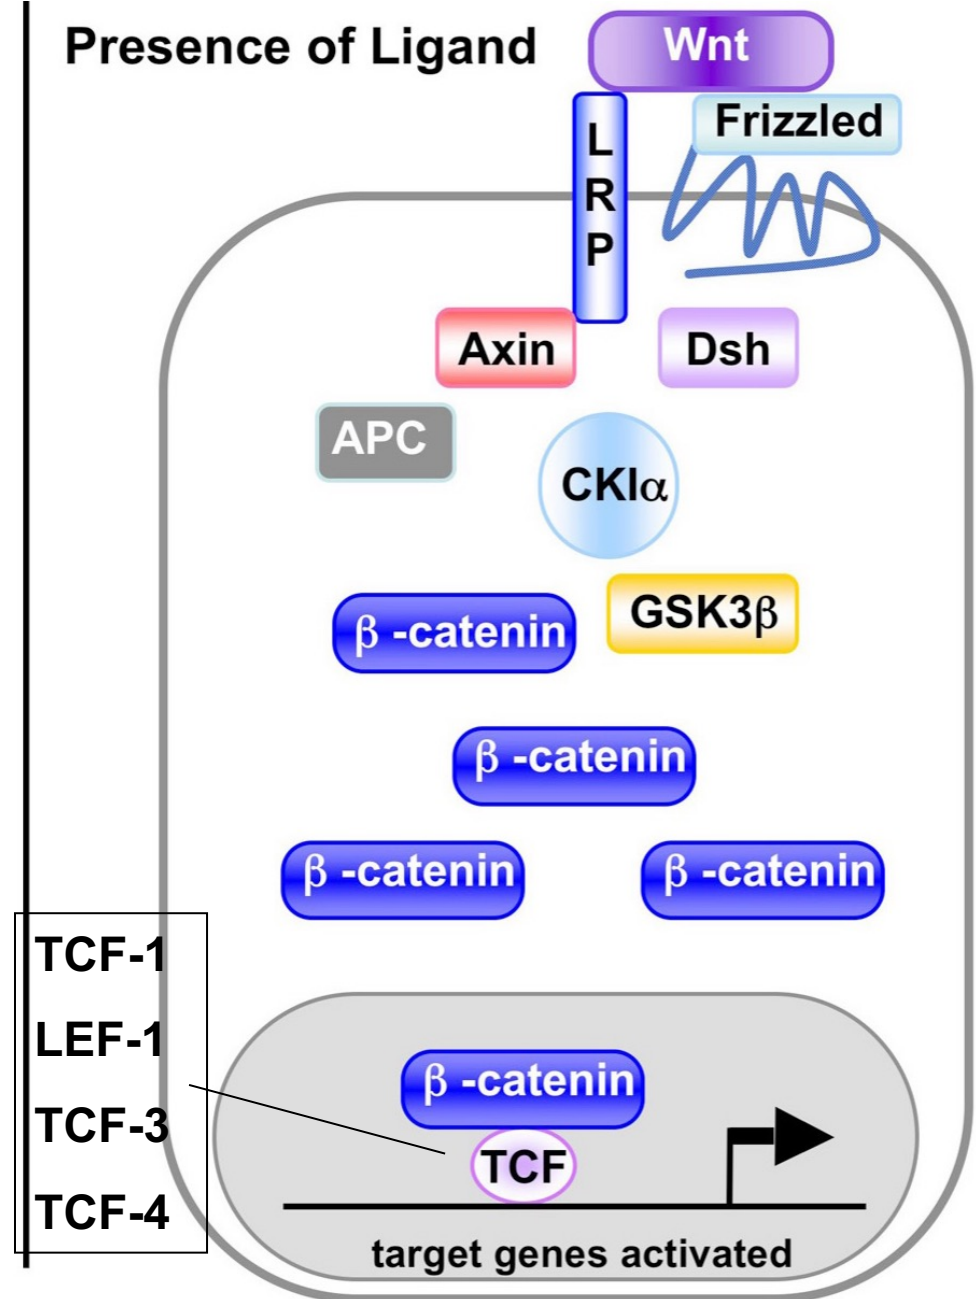 Presence of Ligand
Wnt
Frizzled
L
R
P
Axin
Dsh
APC
CKIα
GSK3β
β -catenin
β -catenin
β -catenin
β -catenin
TCF-1
LEF-1
TCF-3
TCF-4
β -catenin
TCF
target genes activated